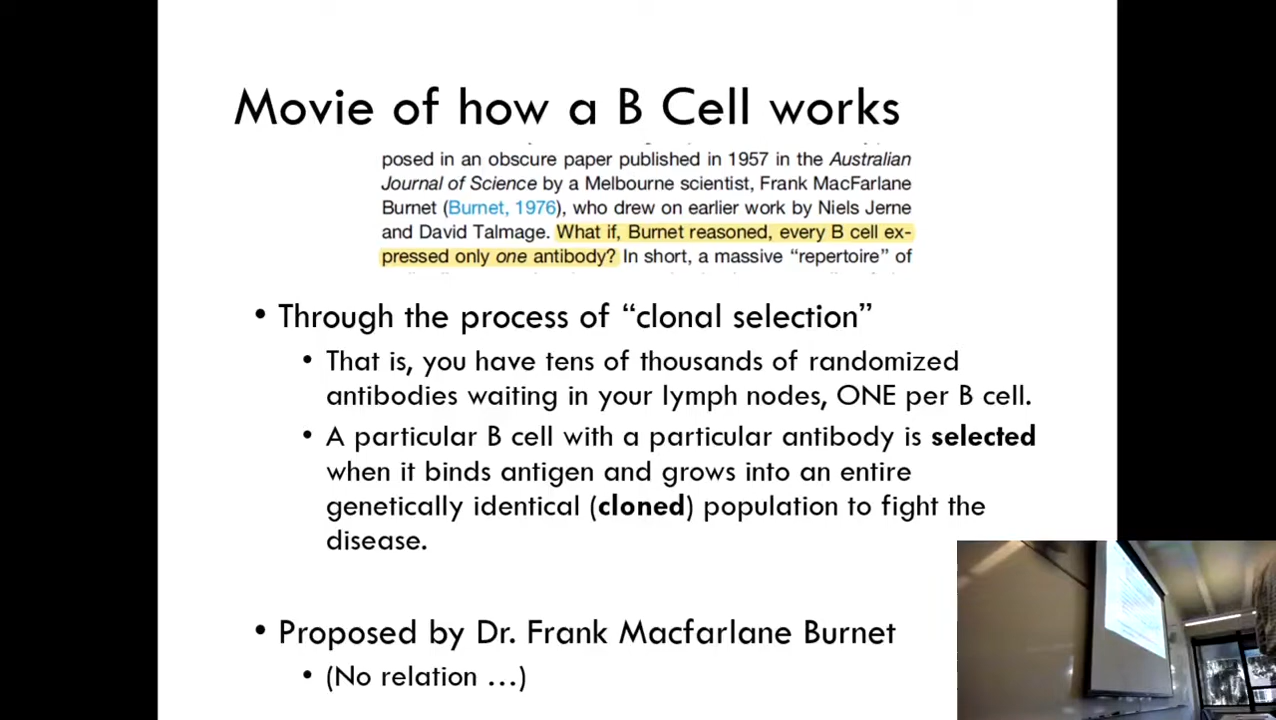 Movie of how a B Cell works
posed in an obscure paper published in 1957 in the Australian
Journal of Science by a Melbourne scientist, Frank MacFarlane
Burnet (Burnet, 1976), who drew on earlier work by Niels Jerne
and David Talmage. What if, Burnet reasoned, every B cell ex-
pressed only one antibody? In short, a massive “repertoire” of
• Through the process of “clonal selection”
• That is, you have tens of thousands of randomized
antibodies waiting in your lymph nodes, ONE per B cell.
• A particular B cell with a particular antibody is selected
when it binds antigen and grows into an entire
genetically identical (cloned) population to fight the
disease.
• Proposed by Dr. Frank Macfarlane Burnet
• (No relation …)